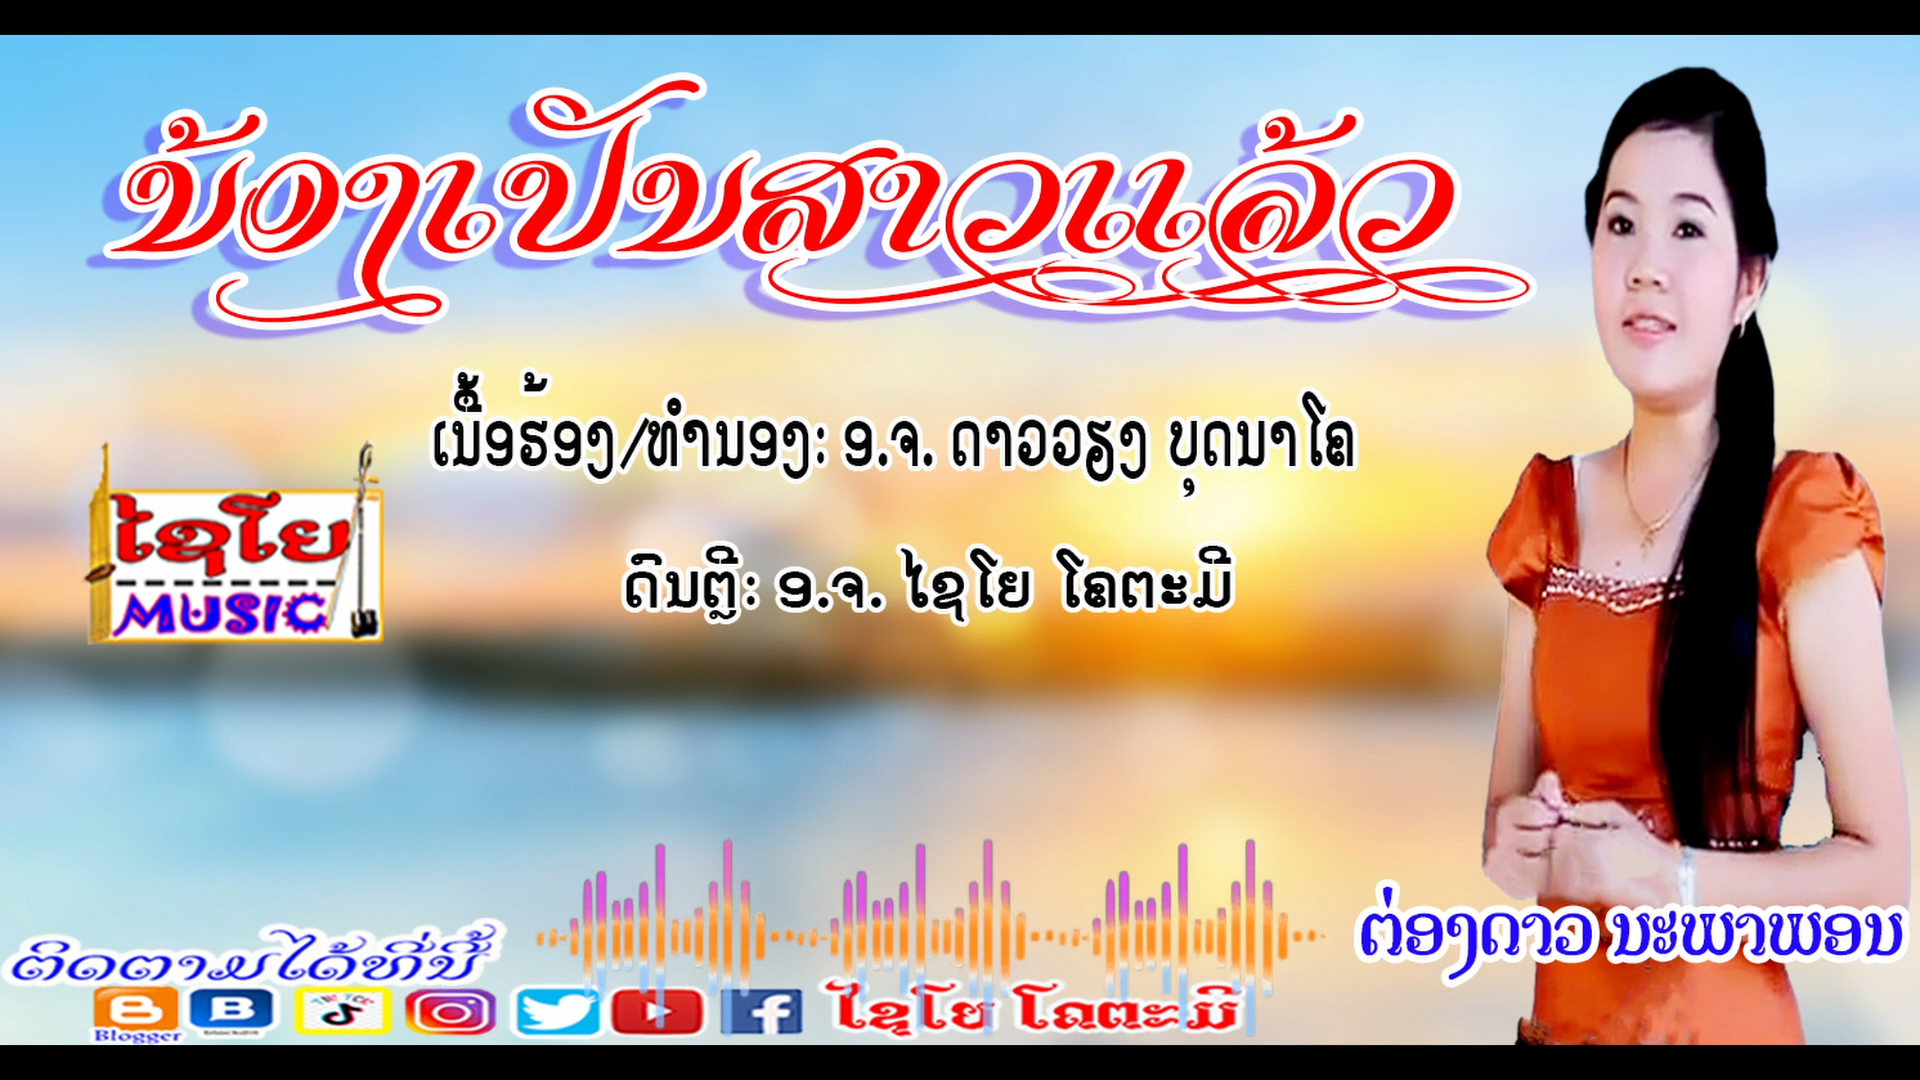 ນ້ອງເປັນສາວແລ້ວ
ເນື້ອຮ້ອງ/ທຳນອງ: ອ.ຈ. ດາວວຽງ ບຸດນາໂຄ
ໄຊໂຍ
MUSIC
ດົນຕຼີ: ອ.ຈ. ໄຊໂຍ ໂຄຕະມີ
ຕ່ອງດາວ ນະພາພອນ
ຕິດຕາມໄດ້ທີ່ນີ້
Blogger
ໄຊໂຍ ໂຄຕະມີ